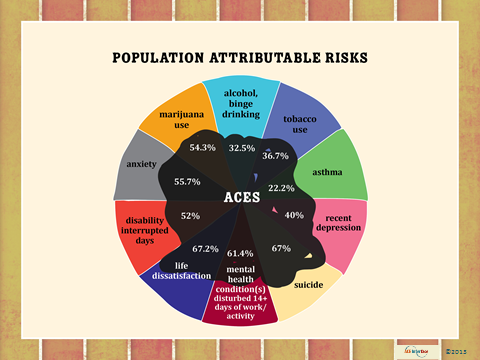 POPULATION ATTRIBUTABLE RISKS
alcohol,
binge
drinking
32.5%
tobacco
use
36.7%
asthma
22.2%
recent
depression
40%
suicide
67%
mental
health
condition(s)
disturbed 14+
days of work/
activity
61.4%
life
dissatisfaction
67.2%
disability
interrupted
days
52%
anxiety
55.7%
marijuana
use
54.3%
ACES
©2015